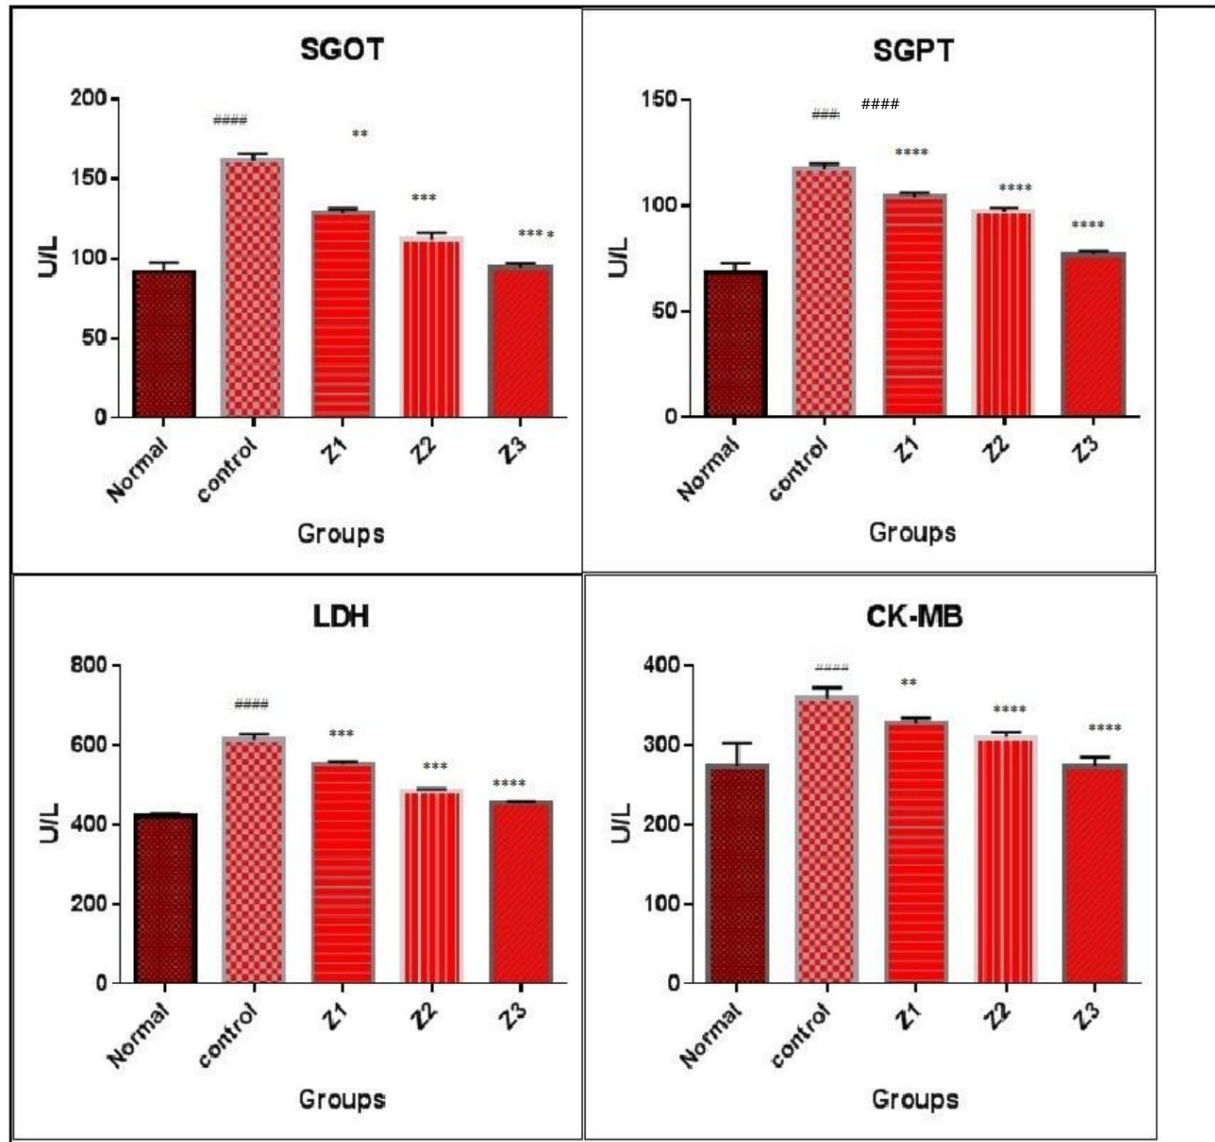 SGOT
200
150
100
50
0
U/L
####
**
***
*** *
Normal
control
Z1
Z2
Z3
Groups
SGPT
150
100
50
0
U/L
###
####
****
****
****
Normal
control
Z1
Z2
Z3
Groups
LDH
800
600
400
200
0
U/L
####
***
***
****
Normal
control
Z1
Z2
Z3
Groups
CK-MB
400
300
200
100
0
U/L
####
**
****
****
Normal
control
Z1
Z2
Z3
Groups